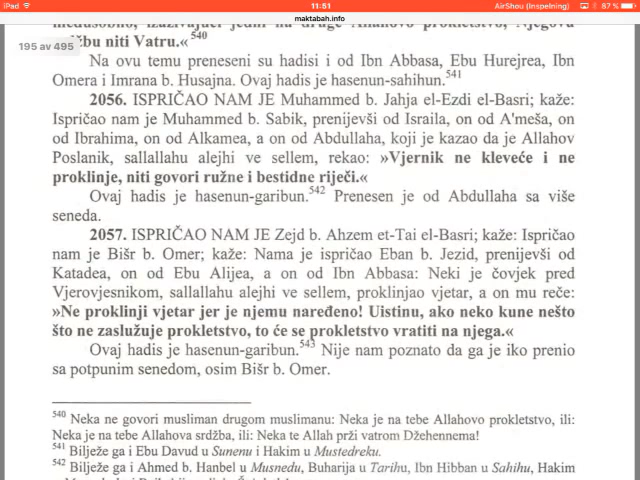 iPad 11:51 AirShou (Inspelning) 87 %
maktabah.info
međusobno, izazivajući jedni na druge Allahovo prokletstvo, Njegovu
195 av 495 žbu niti Vatru.«540
Na ovu temu preneseni su hadisi i od Ibn Abbasa, Ebu Hurejrea, Ibn
Omera i Imrana b. Husajna. Ovaj hadis je hasenun-sahihun.541
2056. ISPRIČAO NAM JE Muhammed b. Jahja el-Ezdi el-Basri; kaže:
Ispričao nam je Muhammed b. Sabik, prenijevši od Israila, on od A'meša, on
od Ibrahima, on od Alkamea, a on od Abdullaha, koji je kazao da je Allahov
Poslanik, sallallahu alejhi ve sellem, rekao: »Vjernik ne kleveće i ne
proklinje, niti govori ružne i bestidne riječi.«
Ovaj hadis je hasenun-garibun.542 Prenesen je od Abdullaha sa više
seneda.
2057. ISPRIČAO NAM JE Zejd b. Ahzem et-Tai el-Basri; kaže: Ispričao
nam je Bišr b. Omer; kaže: Nama je ispričao Eban b. Jezid, prenijevši od
Katadea, on od Ebu Alijea, a on od Ibn Abbasa: Neki je čovjek pred
Vjerovjesnikom, sallallahu alejhi ve sellem, proklinjao vjetar, a on mu reče:
»Ne proklinji vjetar jer je njemu naređeno! Uistinu, ako neko kune nešto
što ne zaslužuje prokletstvo, to će se prokletstvo vratiti na njega.«
Ovaj hadis je hasenun-garibun.543 Nije nam poznato da ga je iko prenio
sa potpunim senedom, osim Bišr b. Omer.
540 Neka ne govori musliman drugom muslimanu: Neka je na tebe Allahovo prokletstvo, ili:
Neka je na tebe Allahova srdžba, ili: Neka te Allah prži vatrom Džehennema!
541 Bilježe ga i Ebu Davud u Sunenu i Hakim u Mustedreku.
542 Bilježe ga i Ahmed b. Hanbel u Musnedu, Buharija u Tarihu, Ibn Hibban u Sahihu, Hakim